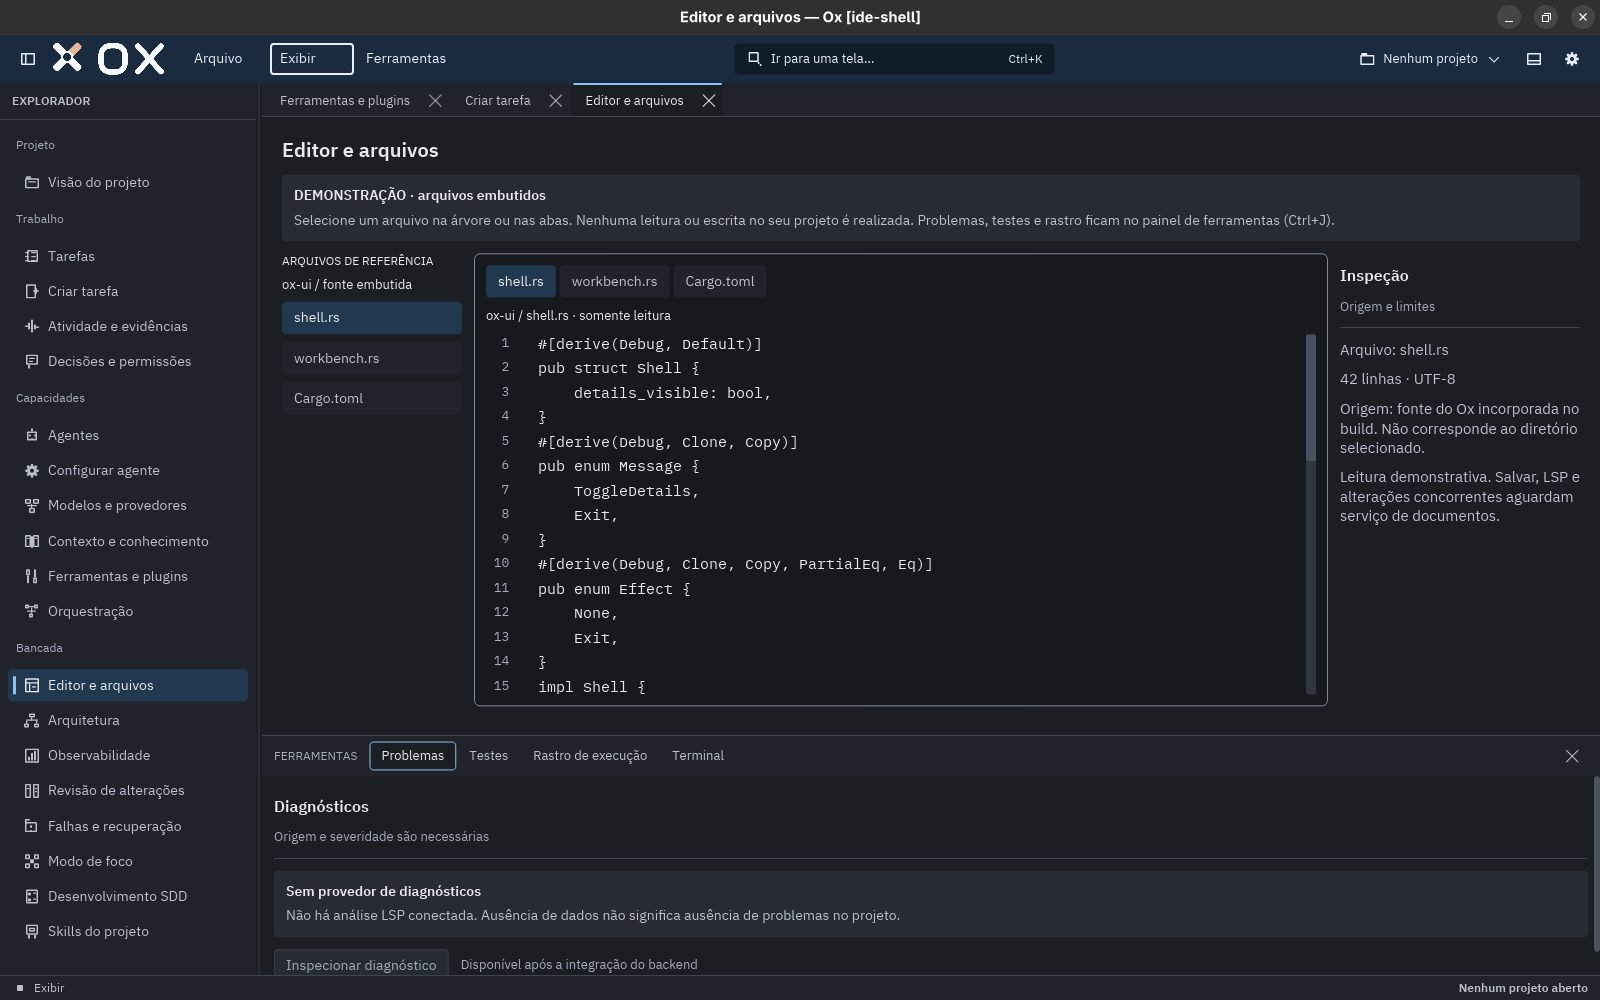 Editor e arquivos — Ox [ide-shell]
OX
Arquivo
Exibir
Ferramentas
Ir para uma tela...
Ctrl+K
Nenhum projeto
EXPLORADOR
Projeto
Visão do projeto
Trabalho
Tarefas
Criar tarefa
Atividade e evidências
Decisões e permissões
Capacidades
Agentes
Configurar agente
Modelos e provedores
Contexto e conhecimento
Ferramentas e plugins
Orquestração
Bancada
Editor e arquivos
Arquitetura
Observabilidade
Revisão de alterações
Falhas e recuperação
Modo de foco
Desenvolvimento SDD
Skills do projeto
Ferramentas e plugins
Criar tarefa
Editor e arquivos
Editor e arquivos
DEMONSTRAÇÃO · arquivos embutidos
Selecione um arquivo na árvore ou nas abas. Nenhuma leitura ou escrita no seu projeto é realizada. Problemas, testes e rastro ficam no painel de ferramentas (Ctrl+J).
ARQUIVOS DE REFERÊNCIA
ox-ui / fonte embutida
shell.rs
workbench.rs
Cargo.toml
shell.rs
workbench.rs
Cargo.toml
ox-ui / shell.rs · somente leitura
1 #[derive(Debug, Default)]
2 pub struct Shell {
3     details_visible: bool,
4 }
5 #[derive(Debug, Clone, Copy)]
6 pub enum Message {
7     ToggleDetails,
8     Exit,
9 }
10 #[derive(Debug, Clone, Copy, PartialEq, Eq)]
11 pub enum Effect {
12     None,
13     Exit,
14 }
15 impl Shell {
Inspeção
Origem e limites
Arquivo: shell.rs
42 linhas · UTF-8
Origem: fonte do Ox incorporada no
build. Não corresponde ao diretório
selecionado.
Leitura demonstrativa. Salvar, LSP e
alterações concorrentes aguardam
serviço de documentos.
FERRAMENTAS
Problemas
Testes
Rastro de execução
Terminal
Diagnósticos
Origem e severidade são necessárias
Sem provedor de diagnósticos
Não há análise LSP conectada. Ausência de dados não significa ausência de problemas no projeto.
Inspecionar diagnóstico
Disponível após a integração do backend
Exibir
Nenhum projeto aberto